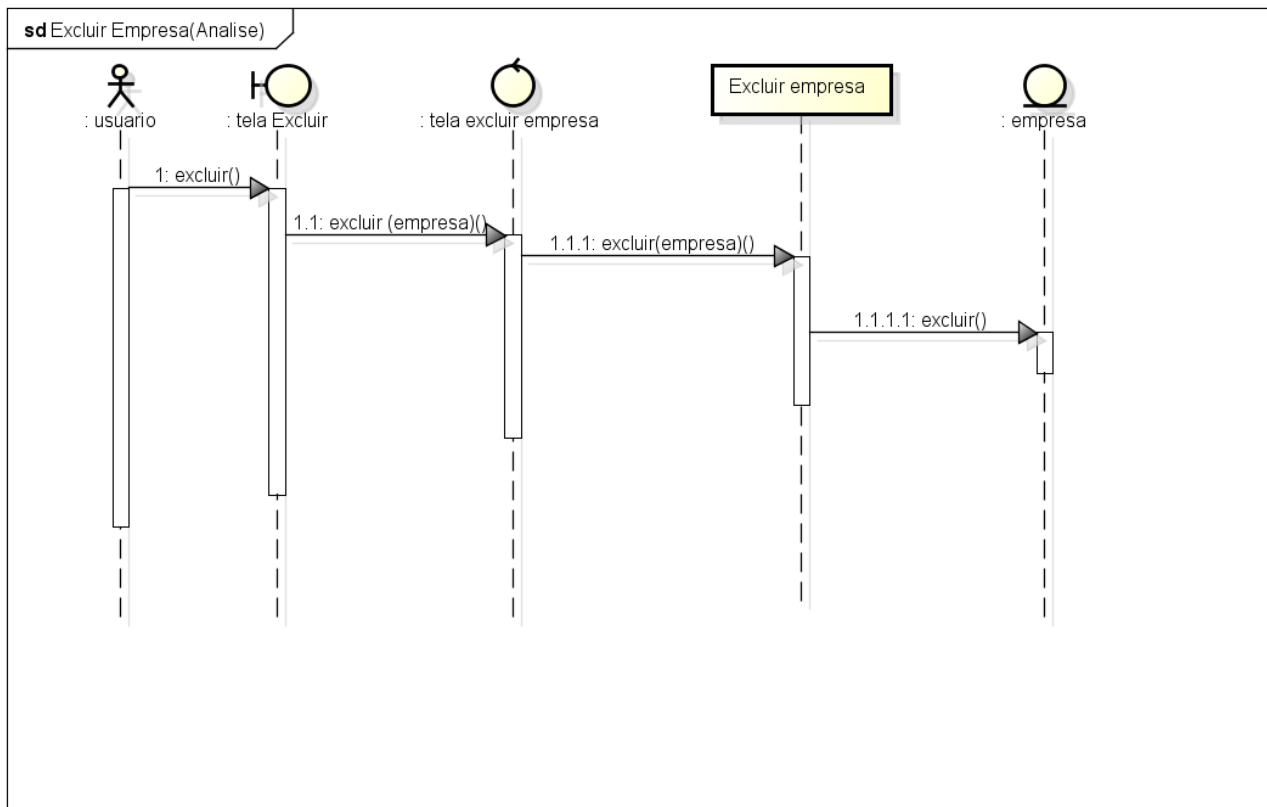 sd Excluir Empresa(Analise)
: usuario
: tela Excluir
: tela excluir empresa
Excluir empresa
: empresa
1: excluir()
1.1: excluir (empresa)()
1.1.1: excluir(empresa)()
1.1.1.1: excluir()